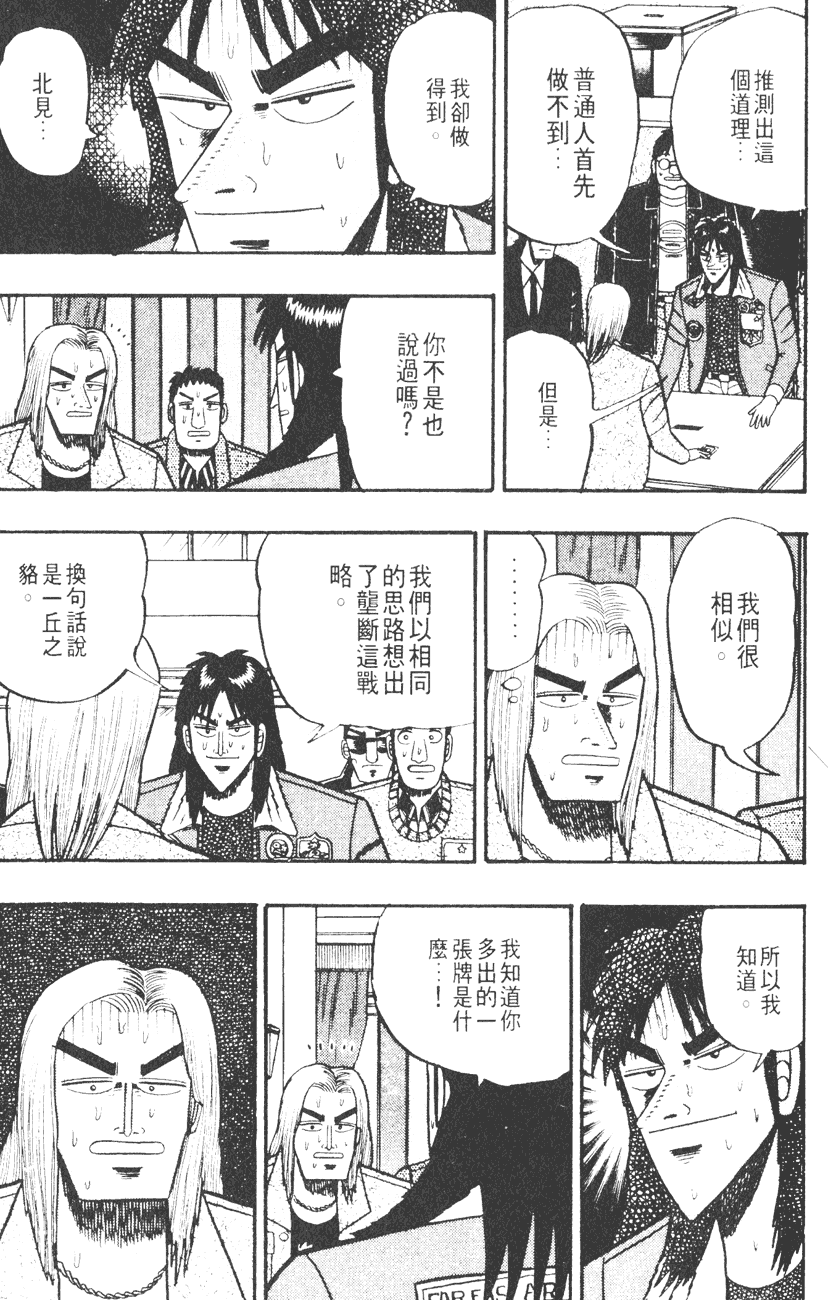 推測出這
個道理…
普通人首先
做不到…
但是…
我卻做
得到。
北見…
你不是也
說過嗎？
我們很
相似。
………
我們以相同
的思路想出
了壟斷這戰
略。
換句話說
是一丘之
貉。
所以我
知道。
我知道你
多出的一
張牌是什
麼…！